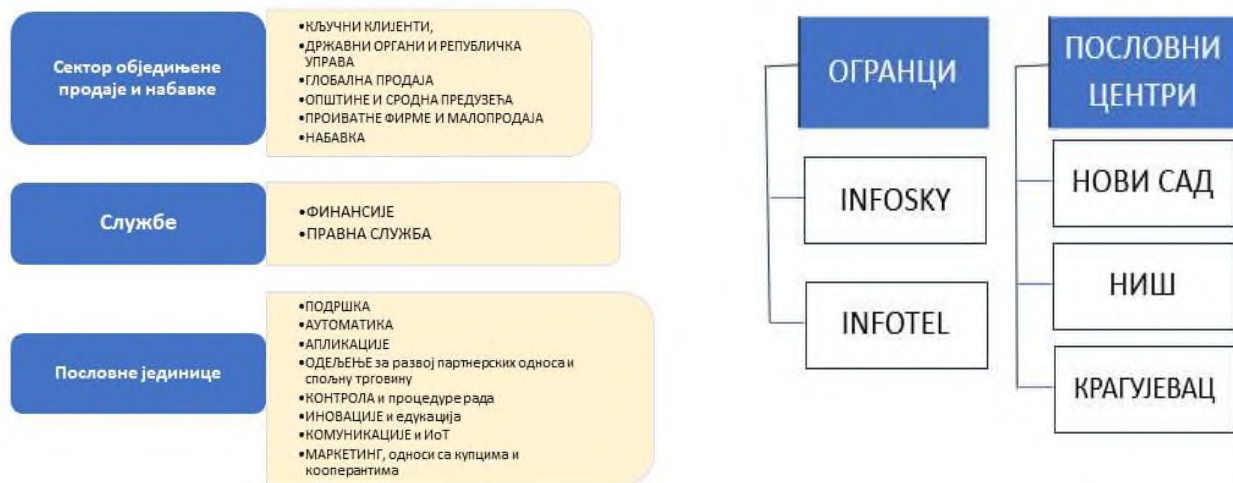 Сектор обједињене
продаје и набавке
•КЉУЧНИ КЛИЈЕНТИ,
•ДРЖАВНИ ОРГАНИ И РЕПУБЛИЧКА
УПРАВА
•ГЛОБАЛНА ПРОДАЈА
•ОПШТИНЕ И СРОДНА ПРЕДУЗЕЋА
•ПРОИВАТНЕ ФИРМЕ И МАЛОПРОДАЈА
•НАБАВКА
Службе
•ФИНАНСИЈЕ
•ПРАВНА СЛУЖБА
Пословне јединице
•ПОДРШКА
•АУТОМАТИКА
•АПЛИКАЦИЈЕ
•ОДЕЉЕЊЕ за развој партнерских односа и
спољну трговину
•КОНТРОЛА и процедуре рада
•ИНОВАЦИЈЕ и едукација
•КОМУНИКАЦИЈЕ и ИоТ
•МАРКЕТИНГ, односи са купцима и
кооперантима
ОГРАНЦИ
INFOSKY
INFOTEL
ПОСЛОВНИ
ЦЕНТРИ
НОВИ САД
НИШ
КРАГУЈЕВАЦ